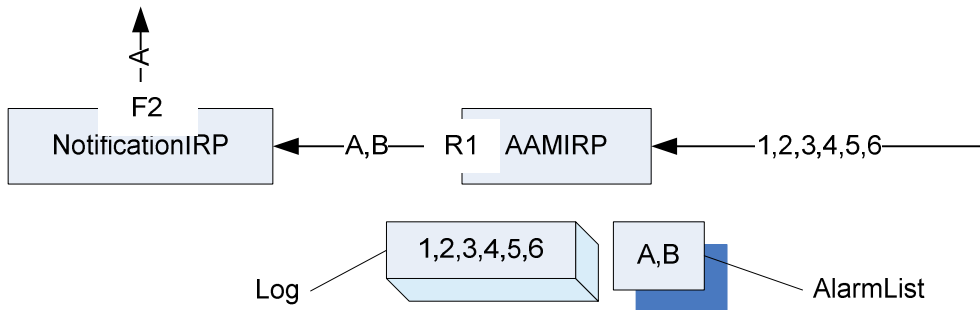 A
F2
NotificationIRP
A,B
R1
AAMIRP
1,2,3,4,5,6
1,2,3,4,5,6
A,B
Log
AlarmList